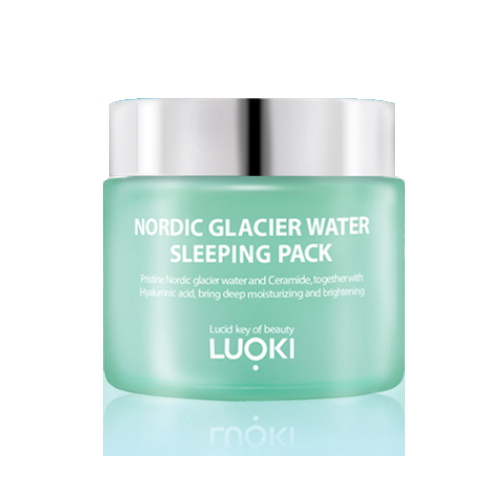 NORDIC GLACIER WATER
SLEEPING PACK
Pristine Nordic glacier water and Ceramide, together with
Hyaluronic acid, bring deep moisturizing and brightening
Lucid key of beauty
LUOKI